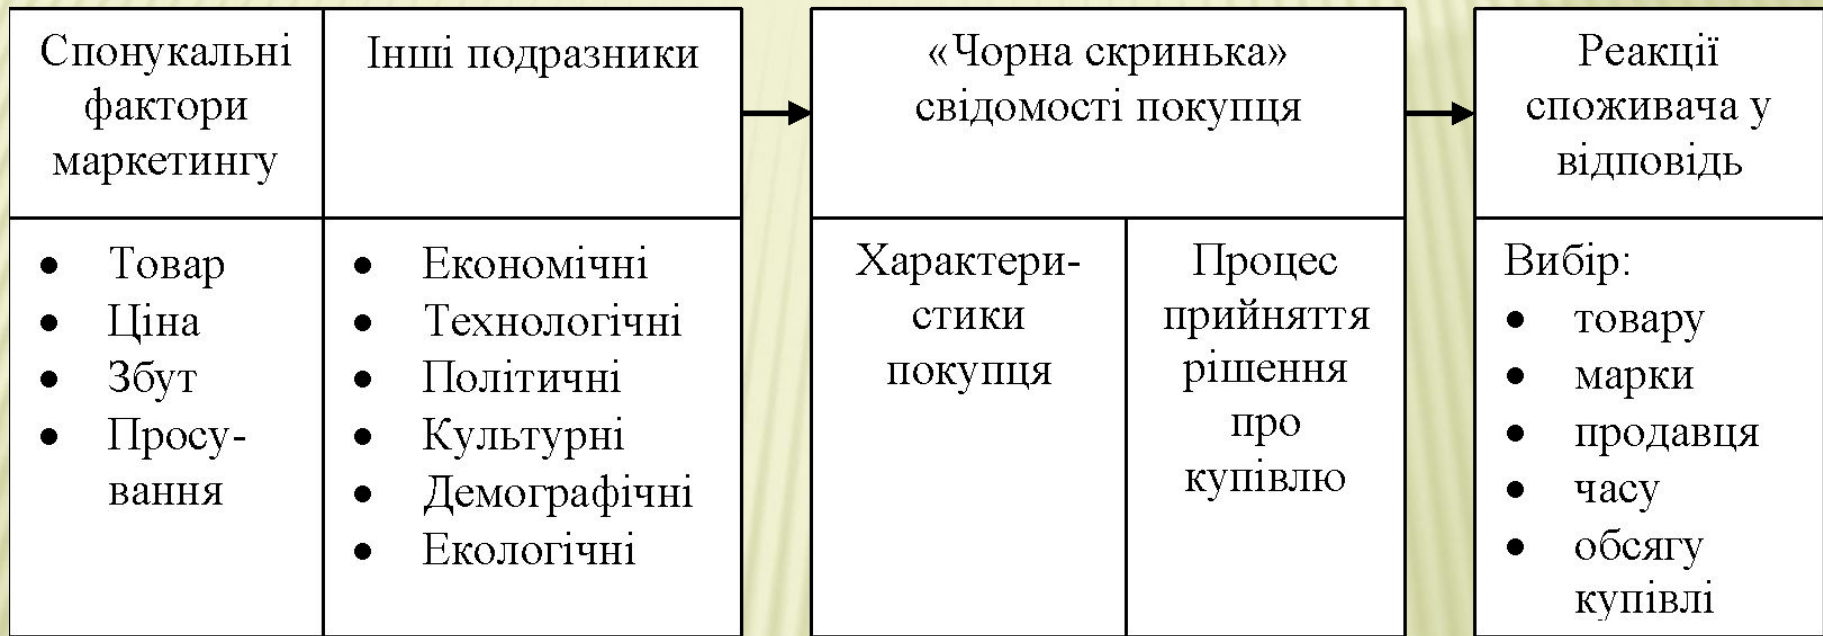 Спонукальні
фактори
маркетингу
Інші подразники
«Чорна скринька»
свідомості покупця
Реакції
споживача у
відповідь
• Товар
• Ціна
• Збут
• Просу-
вання
• Економічні
• Технологічні
• Політичні
• Культурні
• Демографічні
• Екологічні
Характери-
стики
покупця
Процес
прийняття
рішення
про
купівлю
Вибір:
• товару
• марки
• продавця
• часу
• обсягу
купівлі